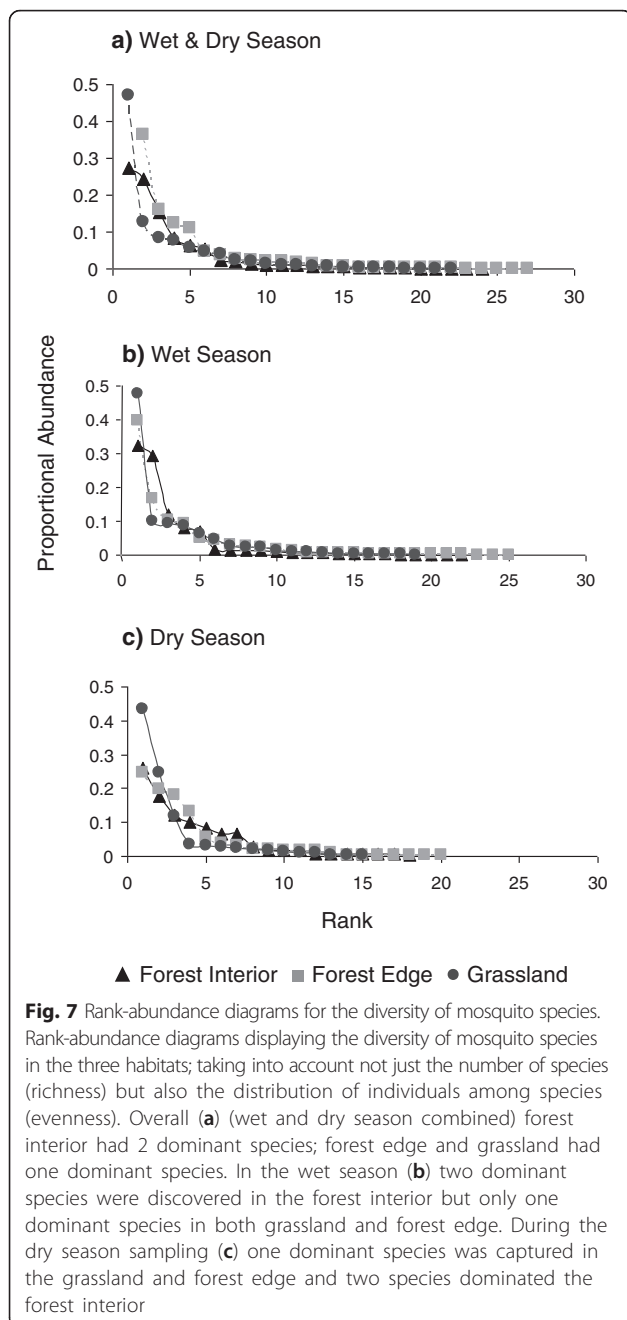 a) Wet & Dry Season
0.5
0.4
0.3
0.2
0.1
0
0 5 10 15 20 25 30
b) Wet Season
0.5
0.4
0.3
0.2
0.1
0
0 5 10 15 20 25 30
c) Dry Season
0.5
0.4
0.3
0.2
0.1
0
0 5 10 15 20 25 30
Proportional Abundance
Rank
Forest Interior Forest Edge Grassland
Fig. 7 Rank-abundance diagrams for the diversity of mosquito species.
Rank-abundance diagrams displaying the diversity of mosquito species
in the three habitats; taking into account not just the number of species
(richness) but also the distribution of individuals among species
(evenness). Overall (a) (wet and dry season combined) forest
interior had 2 dominant species; forest edge and grassland had
one dominant species. In the wet season (b) two dominant
species were discovered in the forest interior but only one
dominant species in both grassland and forest edge. During the
dry season sampling (c) one dominant species was captured in
the grassland and forest edge and two species dominated the
forest interior